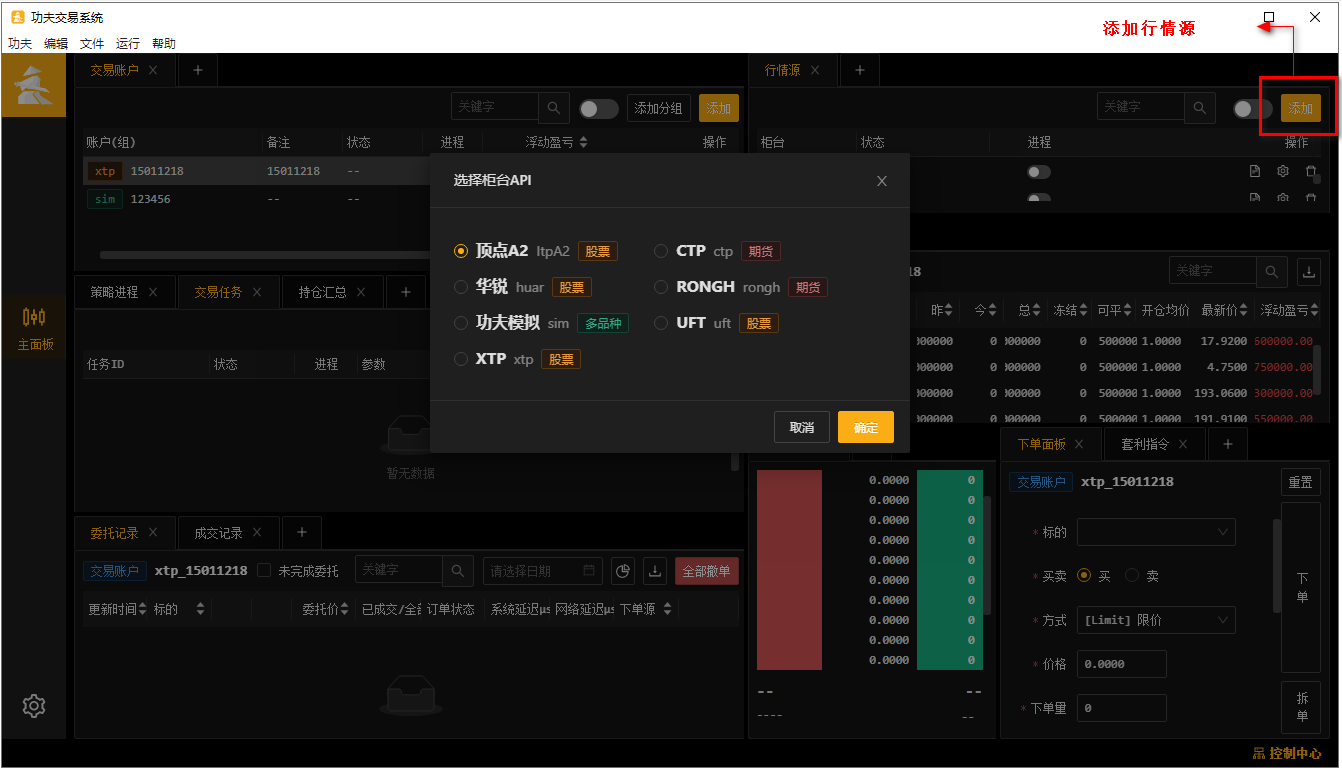 功夫交易系统
功夫 编辑 文件 运行 帮助
添加行情源
交易账户
行情源
关键字 添加分组 添加
关键字 添加
账户(组) 备注 状态 进程 浮动盈亏 操作
柜台 状态 进程 操作
xtp 15011218 15011218 --
sim 123456 -- --
选择柜台API
顶点A2 ltpA2 股票
CTP ctp 期货
华锐 huar 股票
RONGH rongh 期货
功夫模拟 sim 多品种
UFT uft 股票
XTP xtp 股票
取消 确定
主面板
策略进程 交易任务 持仓汇总
任务ID 状态 进程 参数
暂无数据
18
关键字
昨 今 总 冻结 可平 开仓均价 最新价 浮动盈亏
000000 0 000000 0 500000 1.0000 17.9200 600000.00
000000 0 000000 0 500000 1.0000 4.7500 750000.00
000000 0 000000 0 500000 1.0000 193.0600 300000.00
000000 0 000000 0 500000 1.0000 191.9100 550000.00
委托记录 成交记录
交易账户 xtp_15011218 未完成委托 关键字 请选择日期 全部撤单
更新时间 标的 委托价 已成交/全部 订单状态 系统延迟μs 网络延迟μs 下单源
0.0000 0
0.0000 0
0.0000 0
0.0000 0
0.0000 0
0.0000 0
0.0000 0
0.0000 0
0.0000 0
0.0000 0
-- --
---- --
下单面板 套利指令
交易账户 xtp_15011218 重置
* 标的
* 买卖 买 卖
* 方式 [Limit] 限价
* 价格 0.0000
* 下单量 0
下单
拆单
控制中心